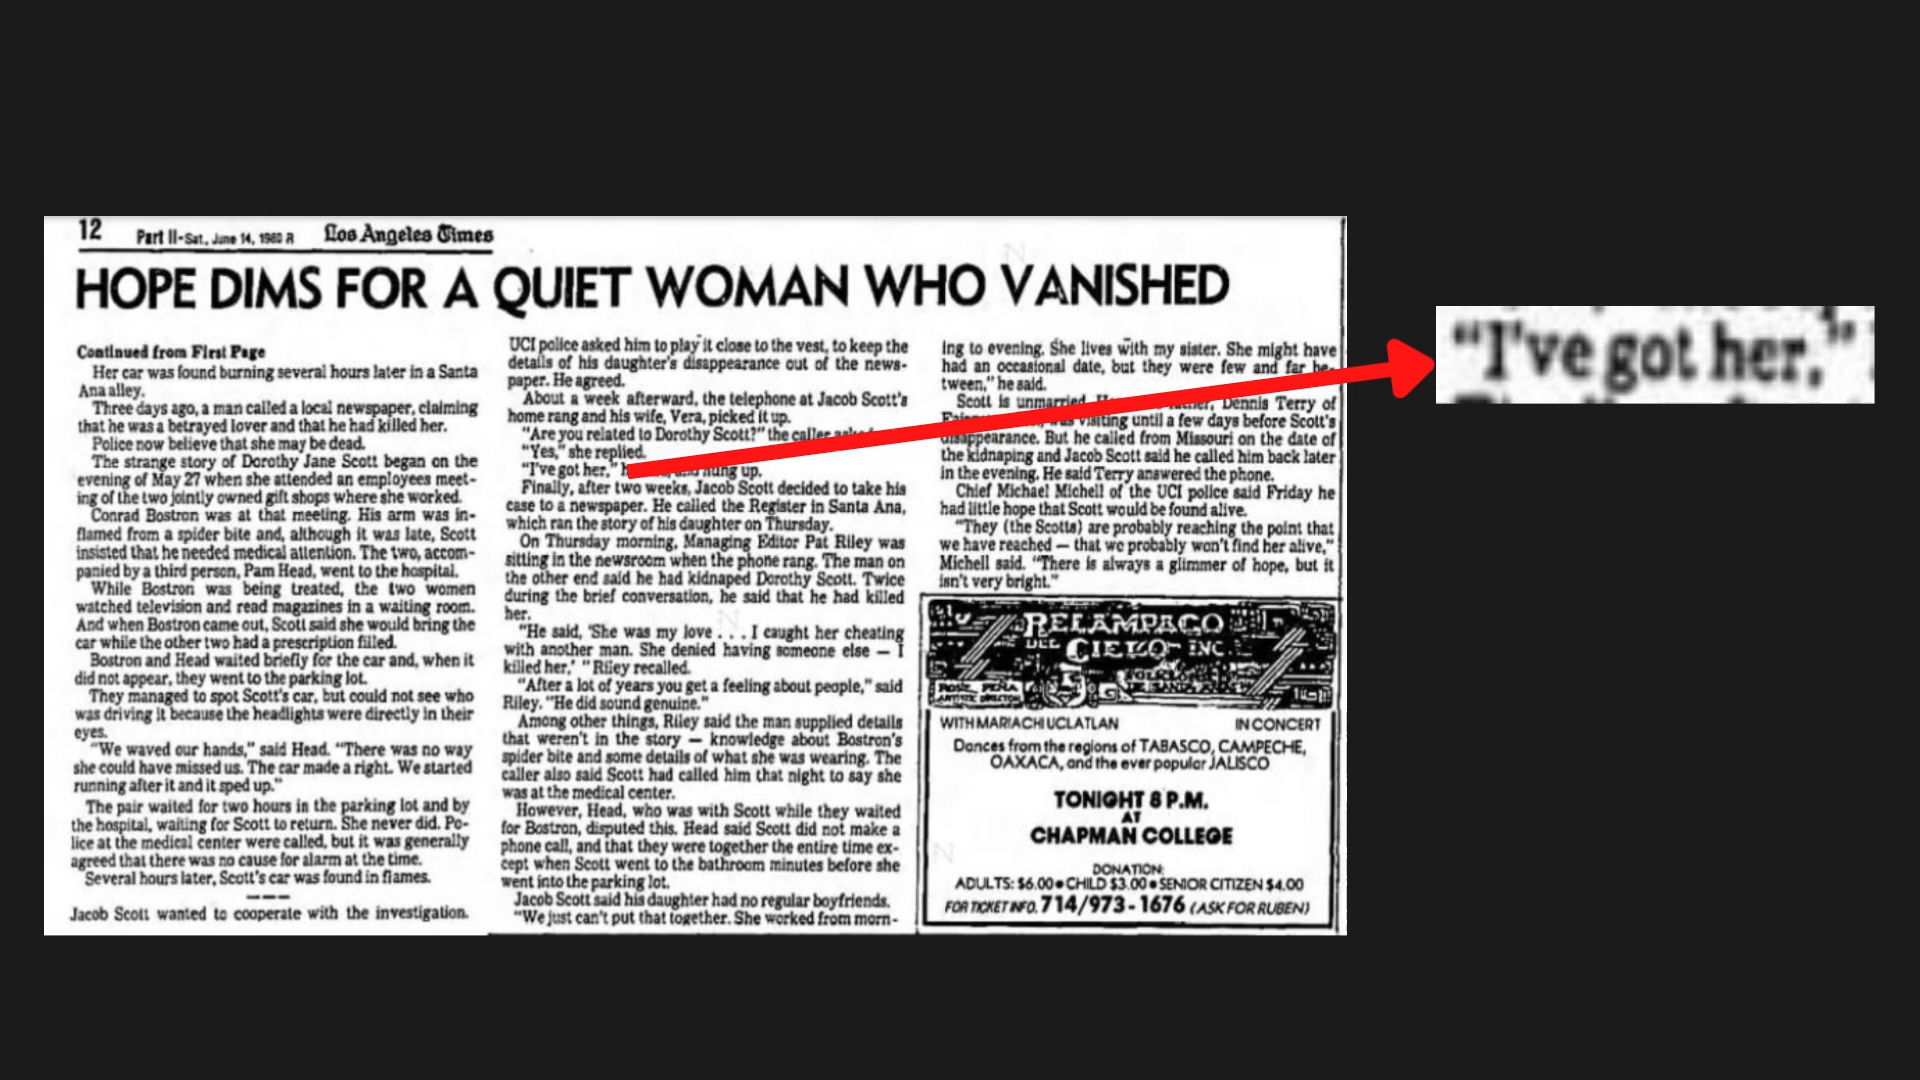 12 Part II-Sat., June 14, 1980 R Los Angeles Times
HOPE DIMS FOR A QUIET WOMAN WHO VANISHED
Continued from First Page
Her car was found burning several hours later in a Santa
Ana alley.
Three days ago, a man called a local newspaper, claiming
that he was a betrayed lover and that he had killed her.
Police now believe that she may be dead.
The strange story of Dorothy Jane Scott began on the
evening of May 27 when she attended an employees meet-
ing of the two jointly owned gift shops where she worked.
Conrad Bostron was at that meeting. His arm was in-
flamed from a spider bite and, although it was late, Scott
insisted that he needed medical attention. The two, accom-
panied by a third person, Pam Head, went to the hospital.
While Bostron was being treated, the two women
watched television and read magazines in a waiting room.
And when Bostron came out, Scott said she would bring the
car while the other two had a prescription filled.
Bostron and Head waited briefly for the car and, when it
did not appear, they went to the parking lot.
They managed to spot Scott's car, but could not see who
was driving it because the headlights were directly in their
eyes.
"We waved our hands," said Head. "There was no way
she could have missed us. The car made a right. We started
running after it and it sped up."
The pair waited for two hours in the parking lot and by
the hospital, waiting for Scott to return. She never did. Po-
lice at the medical center were called, but it was generally
agreed that there was no cause for alarm at the time.
Several hours later, Scott's car was found in flames.
Jacob Scott wanted to cooperate with the investigation.
UCI police asked him to play it close to the vest, to keep the
details of his daughter's disappearance out of the news-
paper. He agreed.
About a week afterward, the telephone at Jacob Scott's
home rang and his wife, Vera, picked it up.
"Are you related to Dorothy Scott?" the caller
"Yes," she replied.
"I've got her," hung up.
Finally, after two weeks, Jacob Scott decided to take his
case to a newspaper. He called the Register in Santa Ana,
which ran the story of his daughter on Thursday.
On Thursday morning, Managing Editor Pat Riley was
sitting in the newsroom when the phone rang. The man on
the other end said he had kidnaped Dorothy Scott. Twice
during the brief conversation, he said that he had killed
her.
"He said, 'She was my love . . . I caught her cheating
with another man. She denied having someone else — I
killed her,' " Riley recalled.
"After a lot of years you get a feeling about people," said
Riley. "He did sound genuine."
Among other things, Riley said the man supplied details
that weren't in the story — knowledge about Bostron's
spider bite and some details of what she was wearing. The
caller also said Scott had called him that night to say she
was at the medical center.
However, Head, who was with Scott while they waited
for Bostron, disputed this. Head said Scott did not make a
phone call, and that they were together the entire time ex-
cept when Scott went to the bathroom minutes before she
went into the parking lot.
Jacob Scott said his daughter had no regular boyfriends.
"We just can't put that together. She worked from morn-
ing to evening. She lives with my sister. She might have
had an occasional date, but they were few and far be-
tween," he said.
Scott is unmarried. Dennis Terry of
visiting until a few days before Scott's
disappearance. But he called from Missouri on the date of
the kidnaping and Jacob Scott said he called him back later
in the evening. He said Terry answered the phone.
Chief Michael Michell of the UCI police said Friday he
had little hope that Scott would be found alive.
"They (the Scotts) are probably reaching the point that
we have reached — that we probably won't find her alive,"
Michell said. "There is always a glimmer of hope, but it
isn't very bright."
RELAMPAGO
DEL CIELO INC
WITH MARIACHI UCLATLAN IN CONCERT
Dances from the regions of TABASCO, CAMPECHE,
OAXACA, and the ever popular JALISCO
TONIGHT 8 P.M.
AT
CHAPMAN COLLEGE
DONATION:
ADULTS: $6.00 • CHILD $3.00 • SENIOR CITIZEN $4.00
FOR TICKET INFO. 714/973-1676 (ASK FOR RUBEN)
"I've got her,"